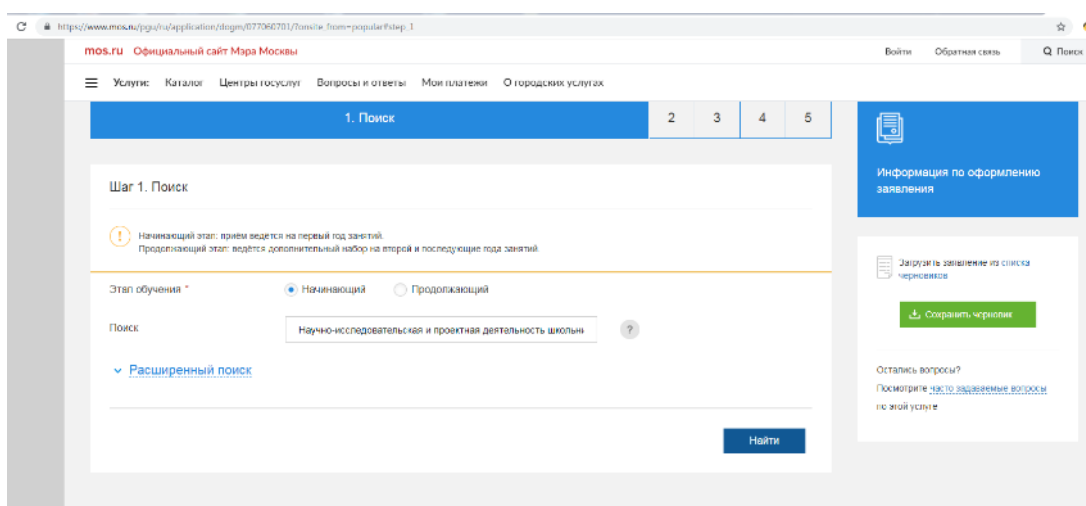 https://www.mos.ru/pgu/ru/application/dogm/077060701/?onsite_from=popular#step_1
mos.ru Официальный сайт Мэра Москвы
Войти Обратная связь Поиск
Услуги: Каталог Центры госуслуг Вопросы и ответы Мои платежи О городских услугах
1. Поиск 2 3 4 5
Информация по оформлению
заявления
Шаг 1. Поиск
! Начинающий этап: приём ведётся на первый год занятий.
Продолжающий этап: ведётся дополнительный набор на второй и последующие года занятий.
Загрузить заявление из списка
черновиков
Этап обучения * Начинающий Продолжающий
Сохранить черновик
Поиск Научно-исследовательская и проектная деятельность школьни ?
Расширенный поиск
Остались вопросы?
Посмотрите часто задаваемые вопросы
по этой услуге
Найти